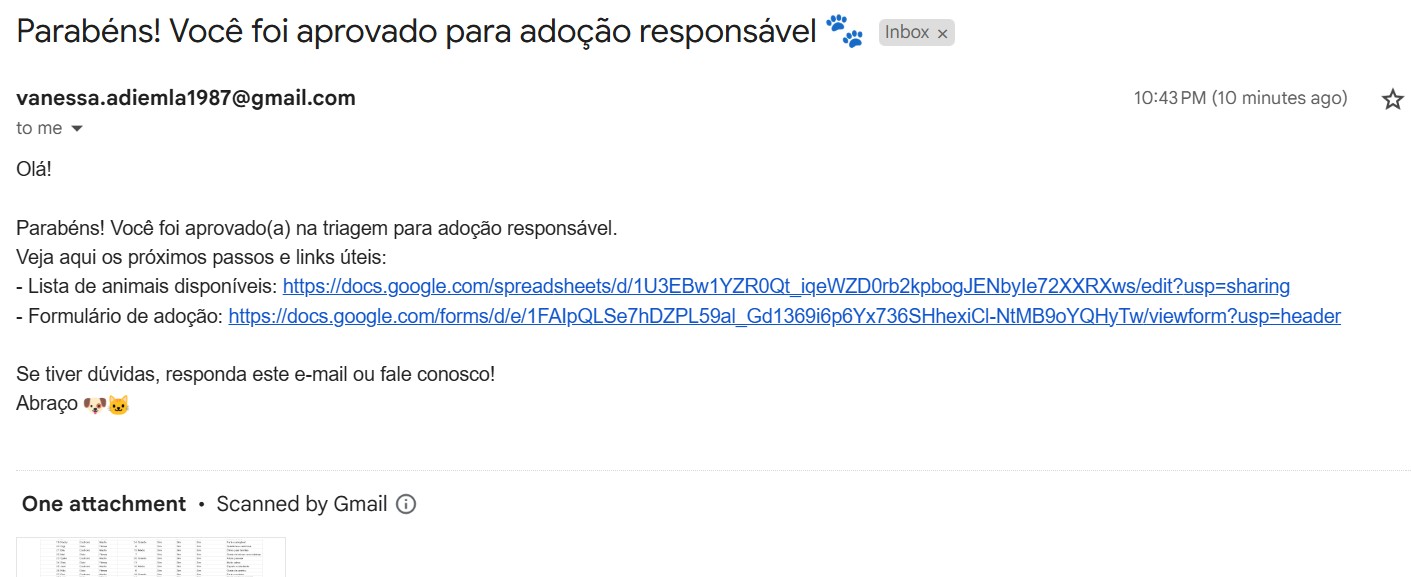 Parabéns! Você foi aprovado para adoção responsável 🐾 Inbox ×
vanessa.adiemla1987@gmail.com 10:43 PM (10 minutes ago)
to me
Olá!
Parabéns! Você foi aprovado(a) na triagem para adoção responsável.
Veja aqui os próximos passos e links úteis:
- Lista de animais disponíveis: https://docs.google.com/spreadsheets/d/1U3EBw1YZR0Qt_iqeWZD0rb2kpbogJENbyIe72XXRXws/edit?usp=sharing
- Formulário de adoção: https://docs.google.com/forms/d/e/1FAIpQLSe7hDZPL59al_Gd1369i6p6Yx736SHhexiCl-NtMB9oYQHyTw/viewform?usp=header
Se tiver dúvidas, responda este e-mail ou fale conosco!
Abraço 🐶🐱
One attachment • Scanned by Gmail